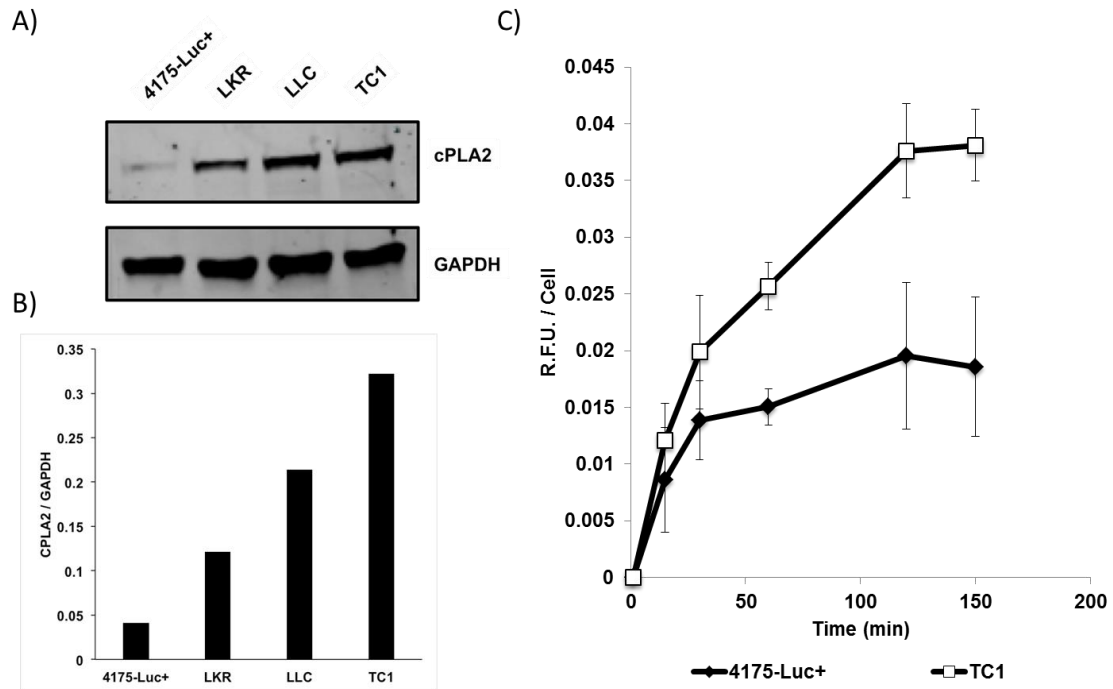 A)
4175-Luc+ LKR LLC TC1
cPLA2
GAPDH
B)
CPLA2 / GAPDH
0.35
0.3
0.25
0.2
0.15
0.1
0.05
0
4175-Luc+ LKR LLC TC1
C)
R.F.U. / Cell
0.045
0.04
0.035
0.03
0.025
0.02
0.015
0.01
0.005
0
0 50 100 150 200
Time (min)
4175-Luc+ TC1